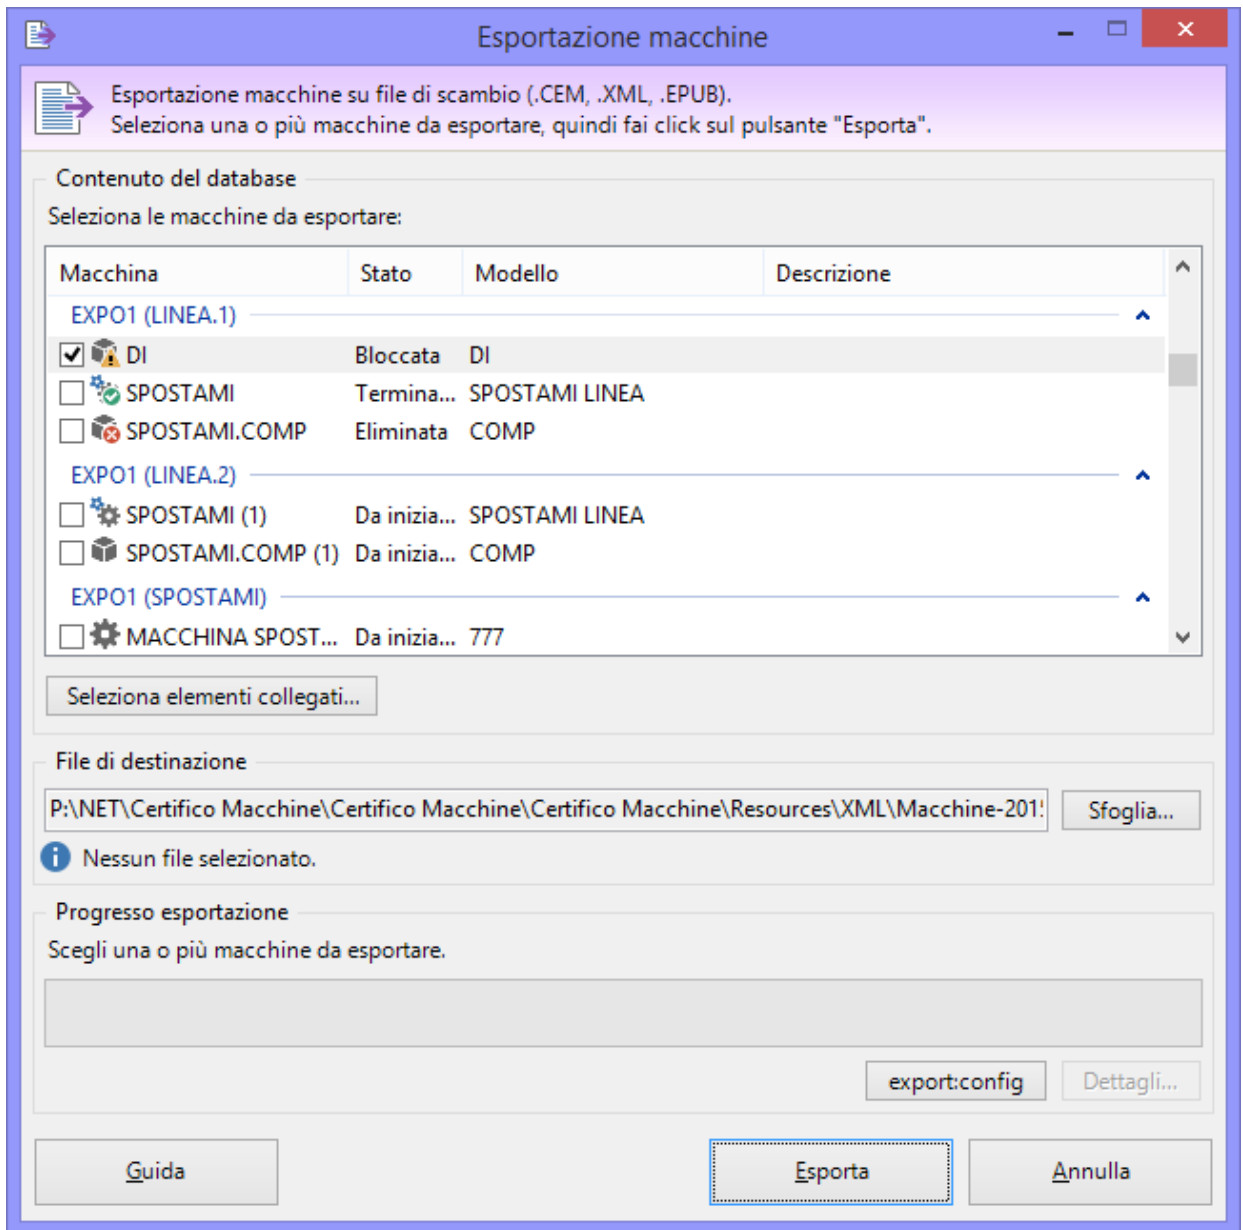 Esportazione macchine
Esportazione macchine su file di scambio (.CEM, .XML, .EPUB).
Seleziona una o più macchine da esportare, quindi fai click sul pulsante "Esporta".
Contenuto del database
Seleziona le macchine da esportare:
Macchina Stato Modello Descrizione
EXPO1 (LINEA.1)
DI Bloccata DI
SPOSTAMI Termina... SPOSTAMI LINEA
SPOSTAMI.COMP Eliminata COMP
EXPO1 (LINEA.2)
SPOSTAMI (1) Da inizia... SPOSTAMI LINEA
SPOSTAMI.COMP (1) Da inizia... COMP
EXPO1 (SPOSTAMI)
MACCHINA SPOST... Da inizia... 777
Seleziona elementi collegati...
File di destinazione
P:\NET\Certifico Macchine\Certifico Macchine\Certifico Macchine\Resources\XML\Macchine-201 Sfoglia...
Nessun file selezionato.
Progresso esportazione
Scegli una o più macchine da esportare.
export:config Dettagli...
Guida Esporta Annulla